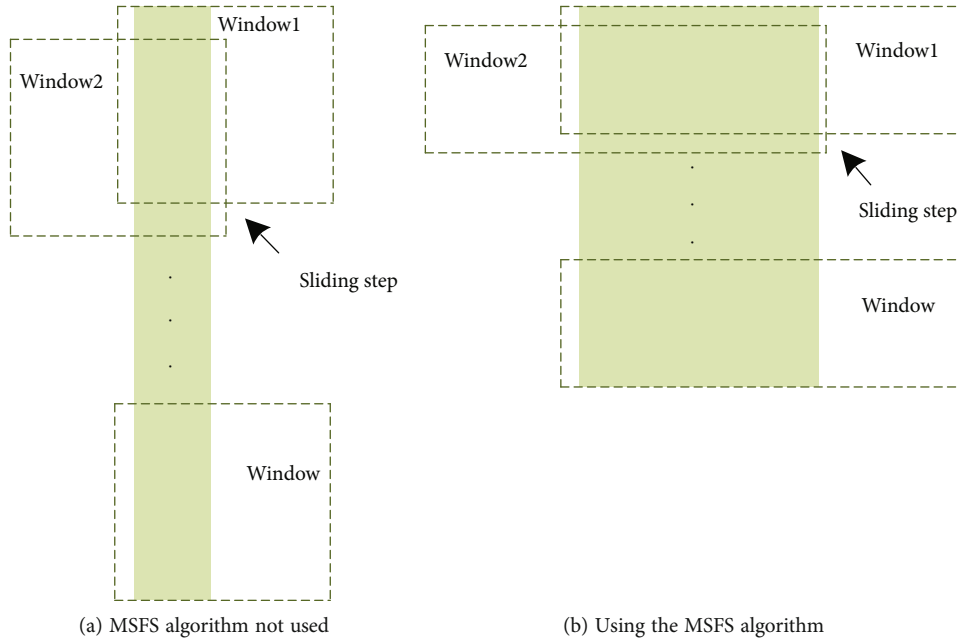 Window1
Window2
Sliding step
Window
(a) MSFS algorithm not used
Window1
Window2
Sliding step
Window
(b) Using the MSFS algorithm